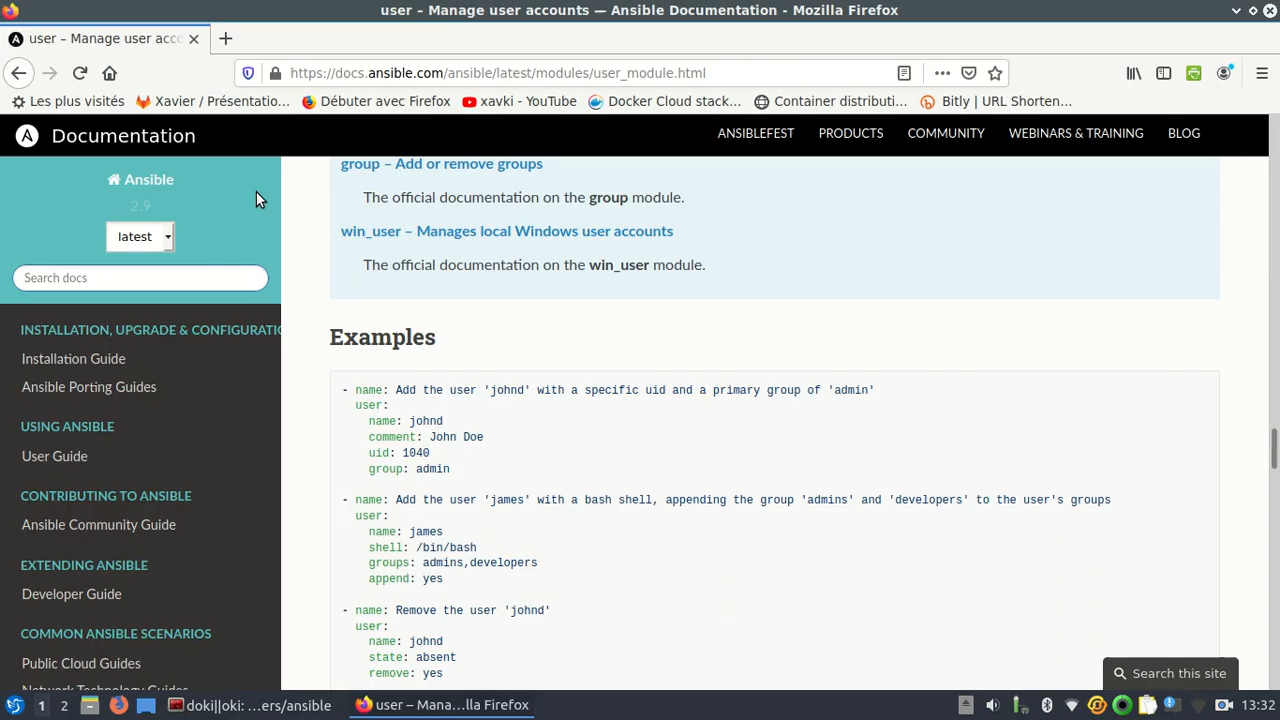 user – Manage user accounts — Ansible Documentation - Mozilla Firefox
user – Manage user acco
https://docs.ansible.com/ansible/latest/modules/user_module.html
Les plus visités
Xavier / Présentatio...
Débuter avec Firefox
xavki - YouTube
Docker Cloud stack...
Container distributi...
Bitly | URL Shorten...
Documentation
ANSIBLEFEST
PRODUCTS
COMMUNITY
WEBINARS & TRAINING
BLOG
Ansible
2.9
latest
Search docs
INSTALLATION, UPGRADE & CONFIGURATIO
Installation Guide
Ansible Porting Guides
USING ANSIBLE
User Guide
CONTRIBUTING TO ANSIBLE
Ansible Community Guide
EXTENDING ANSIBLE
Developer Guide
COMMON ANSIBLE SCENARIOS
Public Cloud Guides
Network Technology Guides
group – Add or remove groups
The official documentation on the group module.
win_user – Manages local Windows user accounts
The official documentation on the win_user module.
Examples
- name: Add the user 'johnd' with a specific uid and a primary group of 'admin'
user:
name: johnd
comment: John Doe
uid: 1040
group: admin
- name: Add the user 'james' with a bash shell, appending the group 'admins' and 'developers' to the user's groups
user:
name: james
shell: /bin/bash
groups: admins,developers
append: yes
- name: Remove the user 'johnd'
user:
name: johnd
state: absent
remove: yes
Search this site
1
2
doki||oki: ...ers/ansible
user – Mana...lla Firefox
13:32